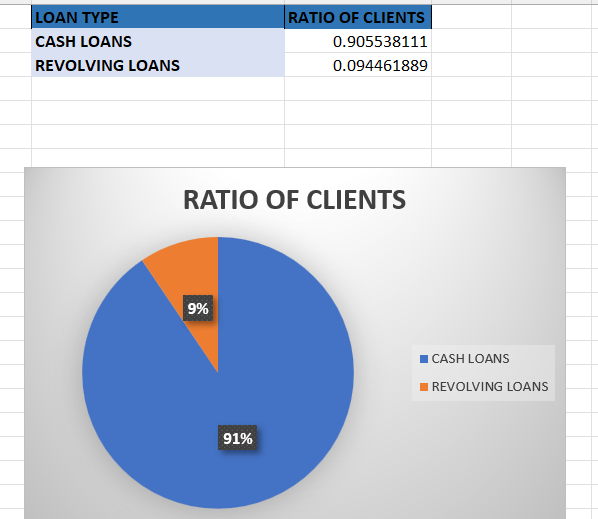 LOAN TYPE RATIO OF CLIENTS
CASH LOANS 0.905538111
REVOLVING LOANS 0.094461889
RATIO OF CLIENTS
9%
CASH LOANS
REVOLVING LOANS
91%